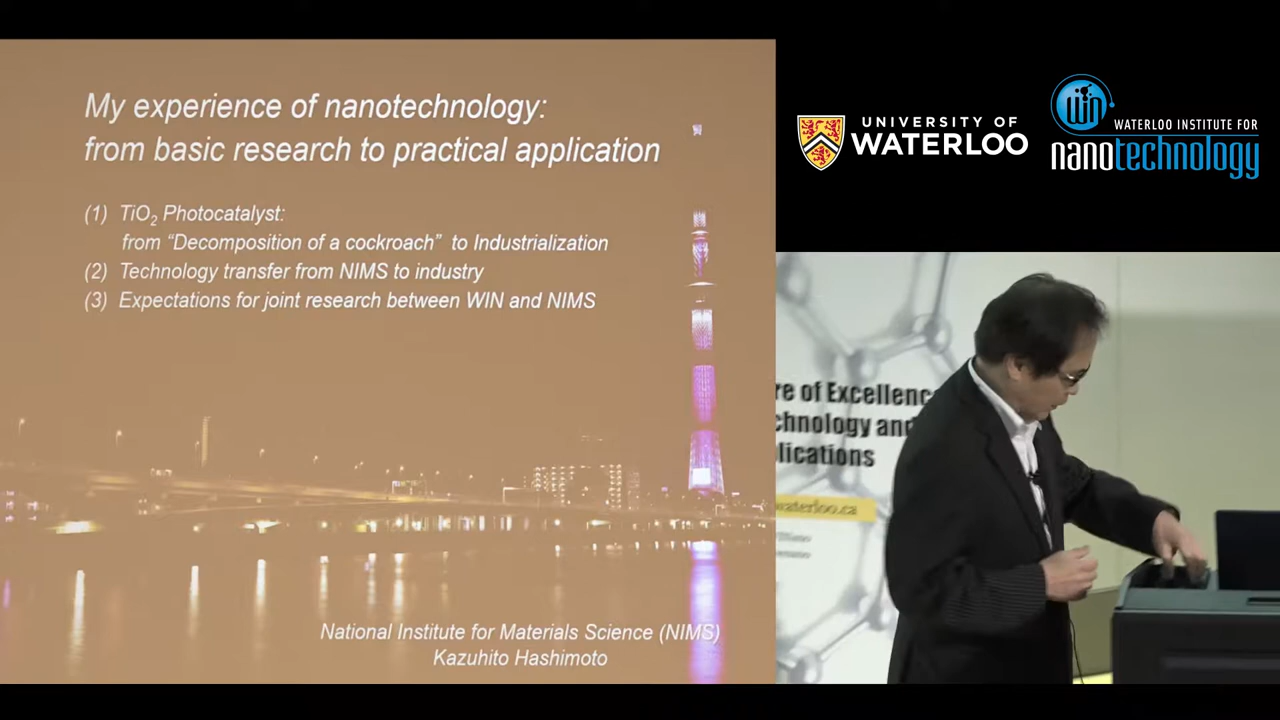 My experience of nanotechnology:
from basic research to practical application
(1) TiO2 Photocatalyst:
from “Decomposition of a cockroach” to Industrialization
(2) Technology transfer from NIMS to industry
(3) Expectations for joint research between WIN and NIMS
National Institute for Materials Science (NIMS)
Kazuhito Hashimoto
UNIVERSITY OF
WATERLOO
WIN
WATERLOO INSTITUTE FOR
nanotechnology
re of Excellenc
chnology and
lications
waterloo.ca